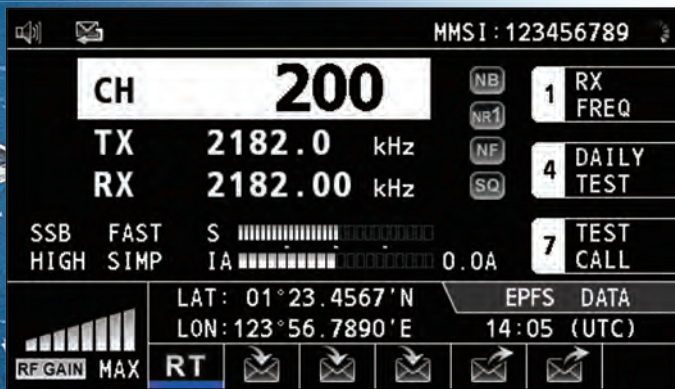 MMSI:123456789
CH 200
TX 2182.0 kHz
RX 2182.00 kHz
NB
NR1
NF
SQ
1 RX FREQ
4 DAILY TEST
7 TEST CALL
SSB FAST S
HIGH SIMP IA 0.0A
LAT: 01°23.4567'N
LON:123°56.7890'E
EPFS DATA
14:05 (UTC)
RF GAIN MAX
RT